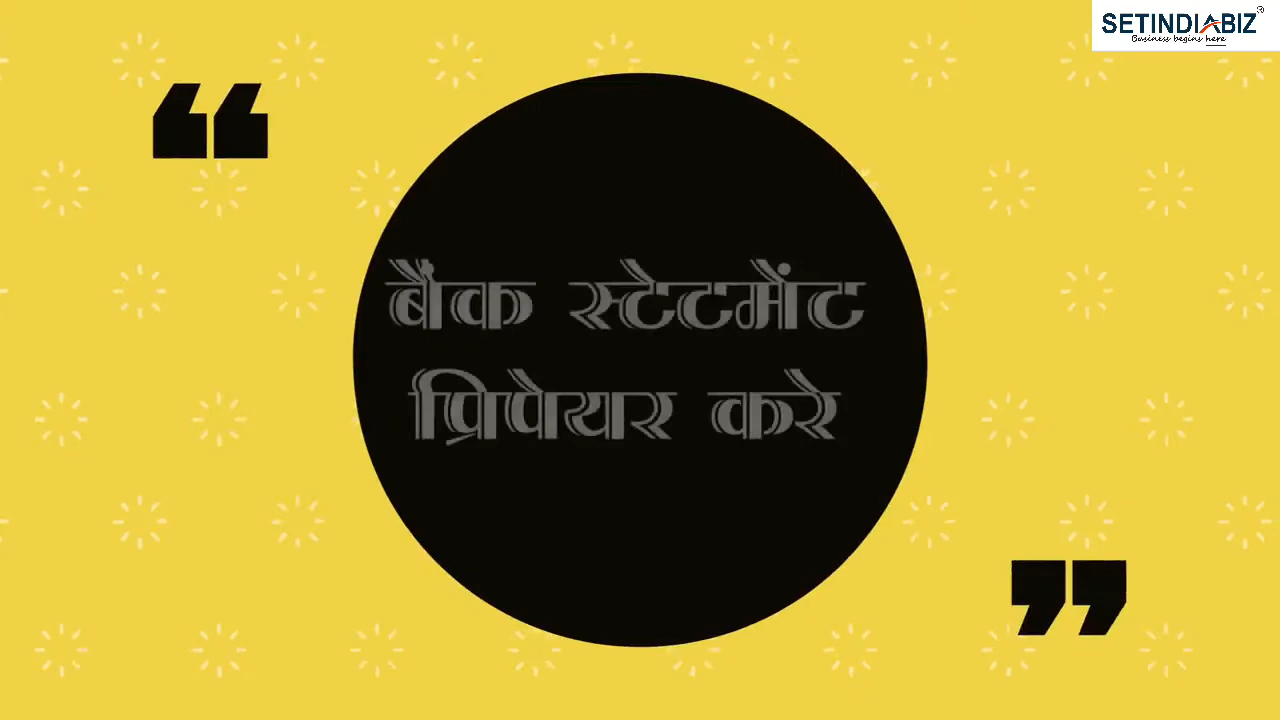 SETINDIABIZ®
Business begins here
“
बैंक स्टेटमेंट
प्रिपेयर करे
”